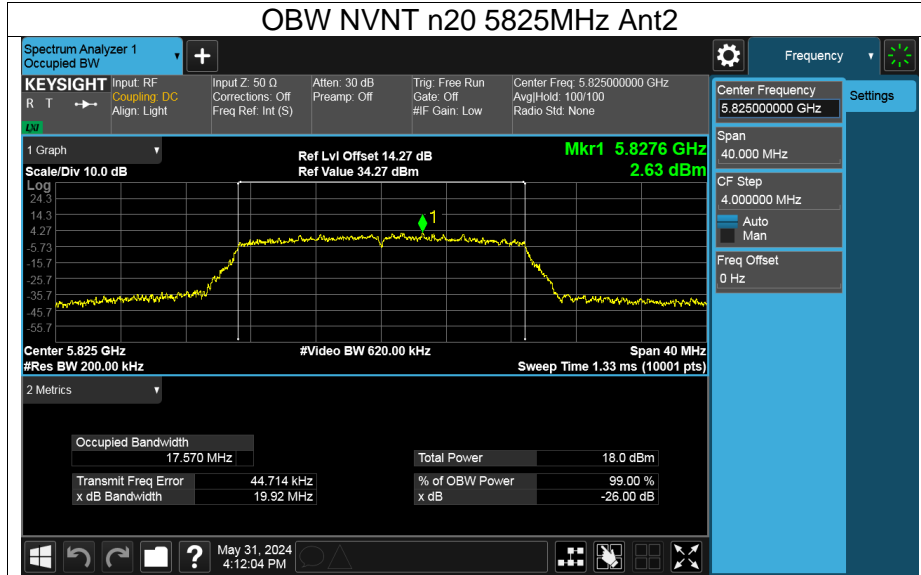 OBW NVNT n20 5825MHz Ant2
Spectrum Analyzer 1
Occupied BW
Frequency
KEYSIGHT
R T
LXI
Input: RF
Coupling: DC
Align: Light
Input Z: 50 Ω
Corrections: Off
Freq Ref: Int (S)
Atten: 30 dB
Preamp: Off
Trig: Free Run
Gate: Off
#IF Gain: Low
Center Freq: 5.825000000 GHz
Avg|Hold: 100/100
Radio Std: None
Center Frequency
5.825000000 GHz
Settings
Span
40.000 MHz
CF Step
4.000000 MHz
Auto
Man
Freq Offset
0 Hz
1 Graph
Ref Lvl Offset 14.27 dB
Mkr1 5.8276 GHz
Scale/Div 10.0 dB
Ref Value 34.27 dBm
2.63 dBm
Log
24.3
14.3
4.27
-5.73
-15.7
-25.7
-35.7
-45.7
-55.7
1
Center 5.825 GHz
#Video BW 620.00 kHz
Span 40 MHz
#Res BW 200.00 kHz
Sweep Time 1.33 ms (10001 pts)
2 Metrics
Occupied Bandwidth
17.570 MHz
Total Power 18.0 dBm
Transmit Freq Error 44.714 kHz
% of OBW Power 99.00 %
x dB Bandwidth 19.92 MHz
x dB -26.00 dB
?
May 31, 2024
4:12:04 PM